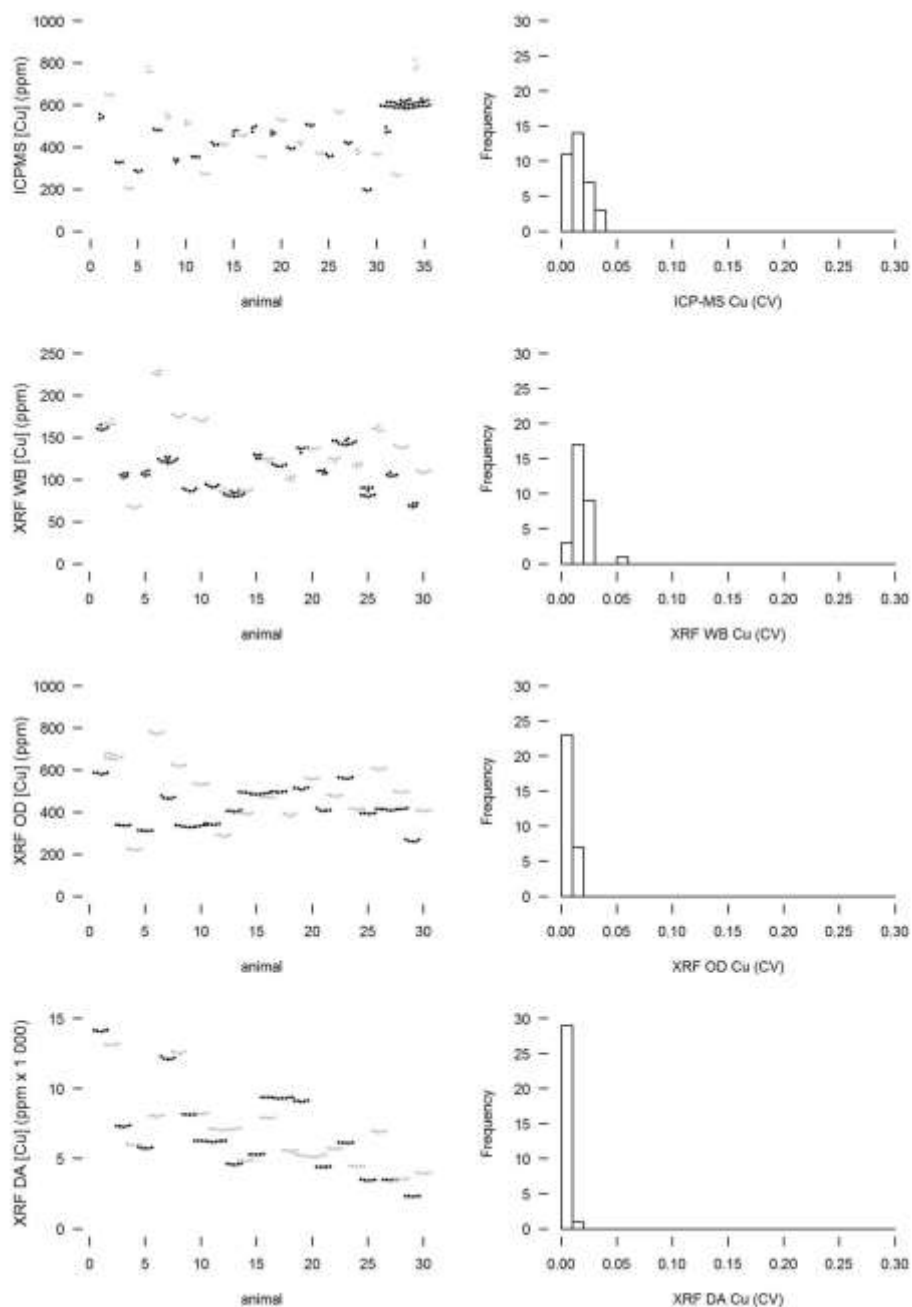 1000
800
600
400
200
0
ICPMS [Cu] (ppm)
0 5 10 15 20 25 30 35
animal
30
25
20
15
10
5
0
Frequency
0.00 0.05 0.10 0.15 0.20 0.25 0.30
ICP-MS Cu (CV)
250
200
150
100
50
0
XRF WB [Cu] (ppm)
0 5 10 15 20 25 30
animal
30
25
20
15
10
5
0
Frequency
0.00 0.05 0.10 0.15 0.20 0.25 0.30
XRF WB Cu (CV)
1000
800
600
400
200
0
XRF OD [Cu] (ppm)
0 5 10 15 20 25 30
animal
30
25
20
15
10
5
0
Frequency
0.00 0.05 0.10 0.15 0.20 0.25 0.30
XRF OD Cu (CV)
15
10
5
0
XRF DA [Cu] (ppm x 1 000)
0 5 10 15 20 25 30
animal
30
25
20
15
10
5
0
Frequency
0.00 0.05 0.10 0.15 0.20 0.25 0.30
XRF DA Cu (CV)